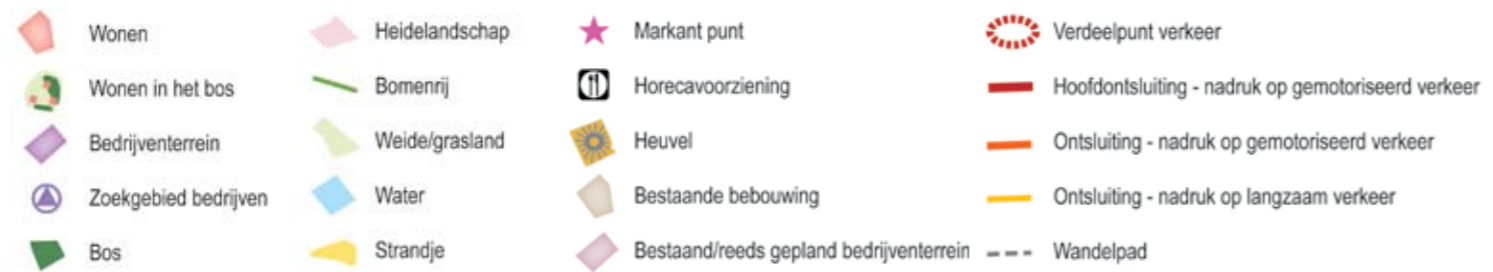 Wonen
Wonen in het bos
Bedrijventerrein
Zoekgebied bedrijven
Bos
Heidelandschap
Bomenrij
Weide/grasland
Water
Strandje
Markant punt
Horecavoorziening
Heuvel
Bestaande bebouwing
Bestaand/reeds gepland bedrijventerrein
Verdeelpunt verkeer
Hoofdontsluiting - nadruk op gemotoriseerd verkeer
Ontsluiting - nadruk op gemotoriseerd verkeer
Ontsluiting - nadruk op langzaam verkeer
Wandelpad